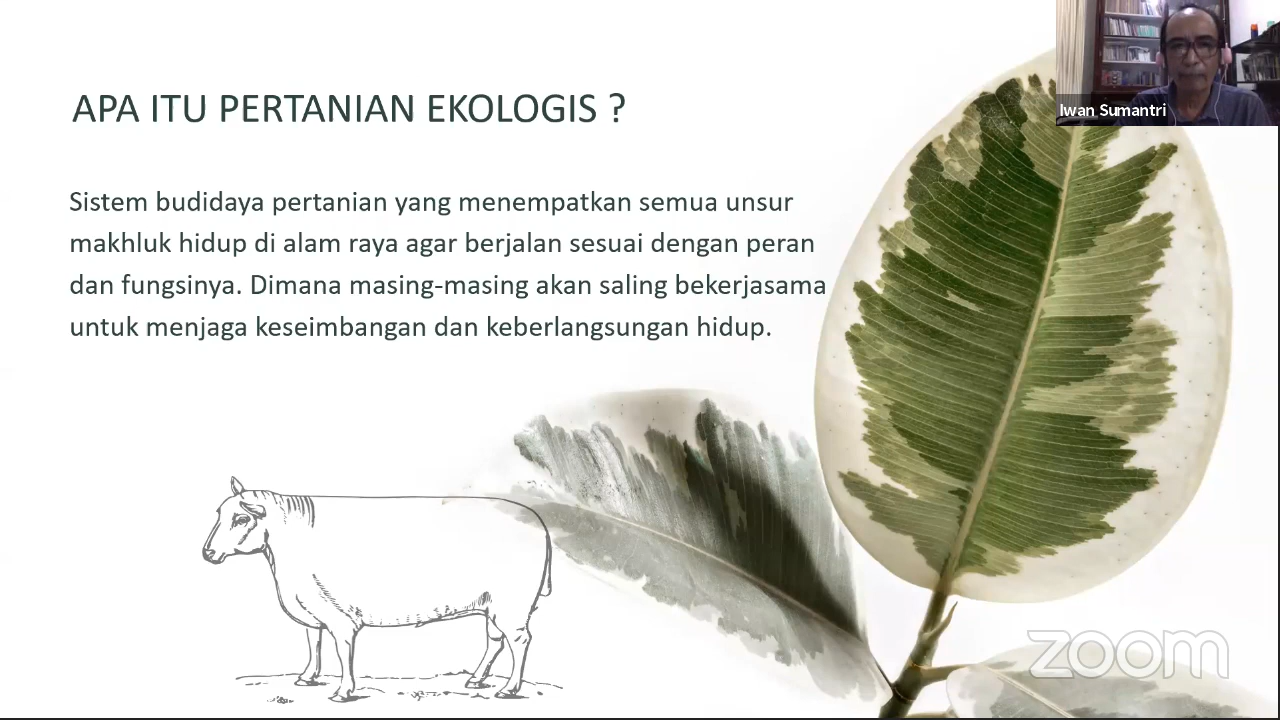 Iwan Sumantri
APA ITU PERTANIAN EKOLOGIS ?
Sistem budidaya pertanian yang menempatkan semua unsur
makhluk hidup di alam raya agar berjalan sesuai dengan peran
dan fungsinya. Dimana masing-masing akan saling bekerjasama
untuk menjaga keseimbangan dan keberlangsungan hidup.
zoom